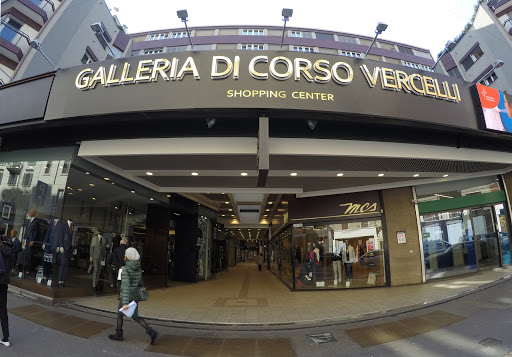 GALLERIA DI CORSO VERCELLI
SHOPPING CENTER
mcs